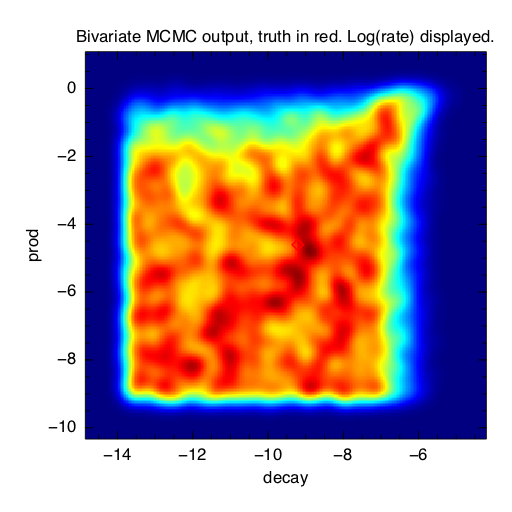 Bivariate MCMC output, truth in red. Log(rate) displayed.
0
−2
−4
−6
−8
−10
prod
−14 −12 −10 −8 −6
decay